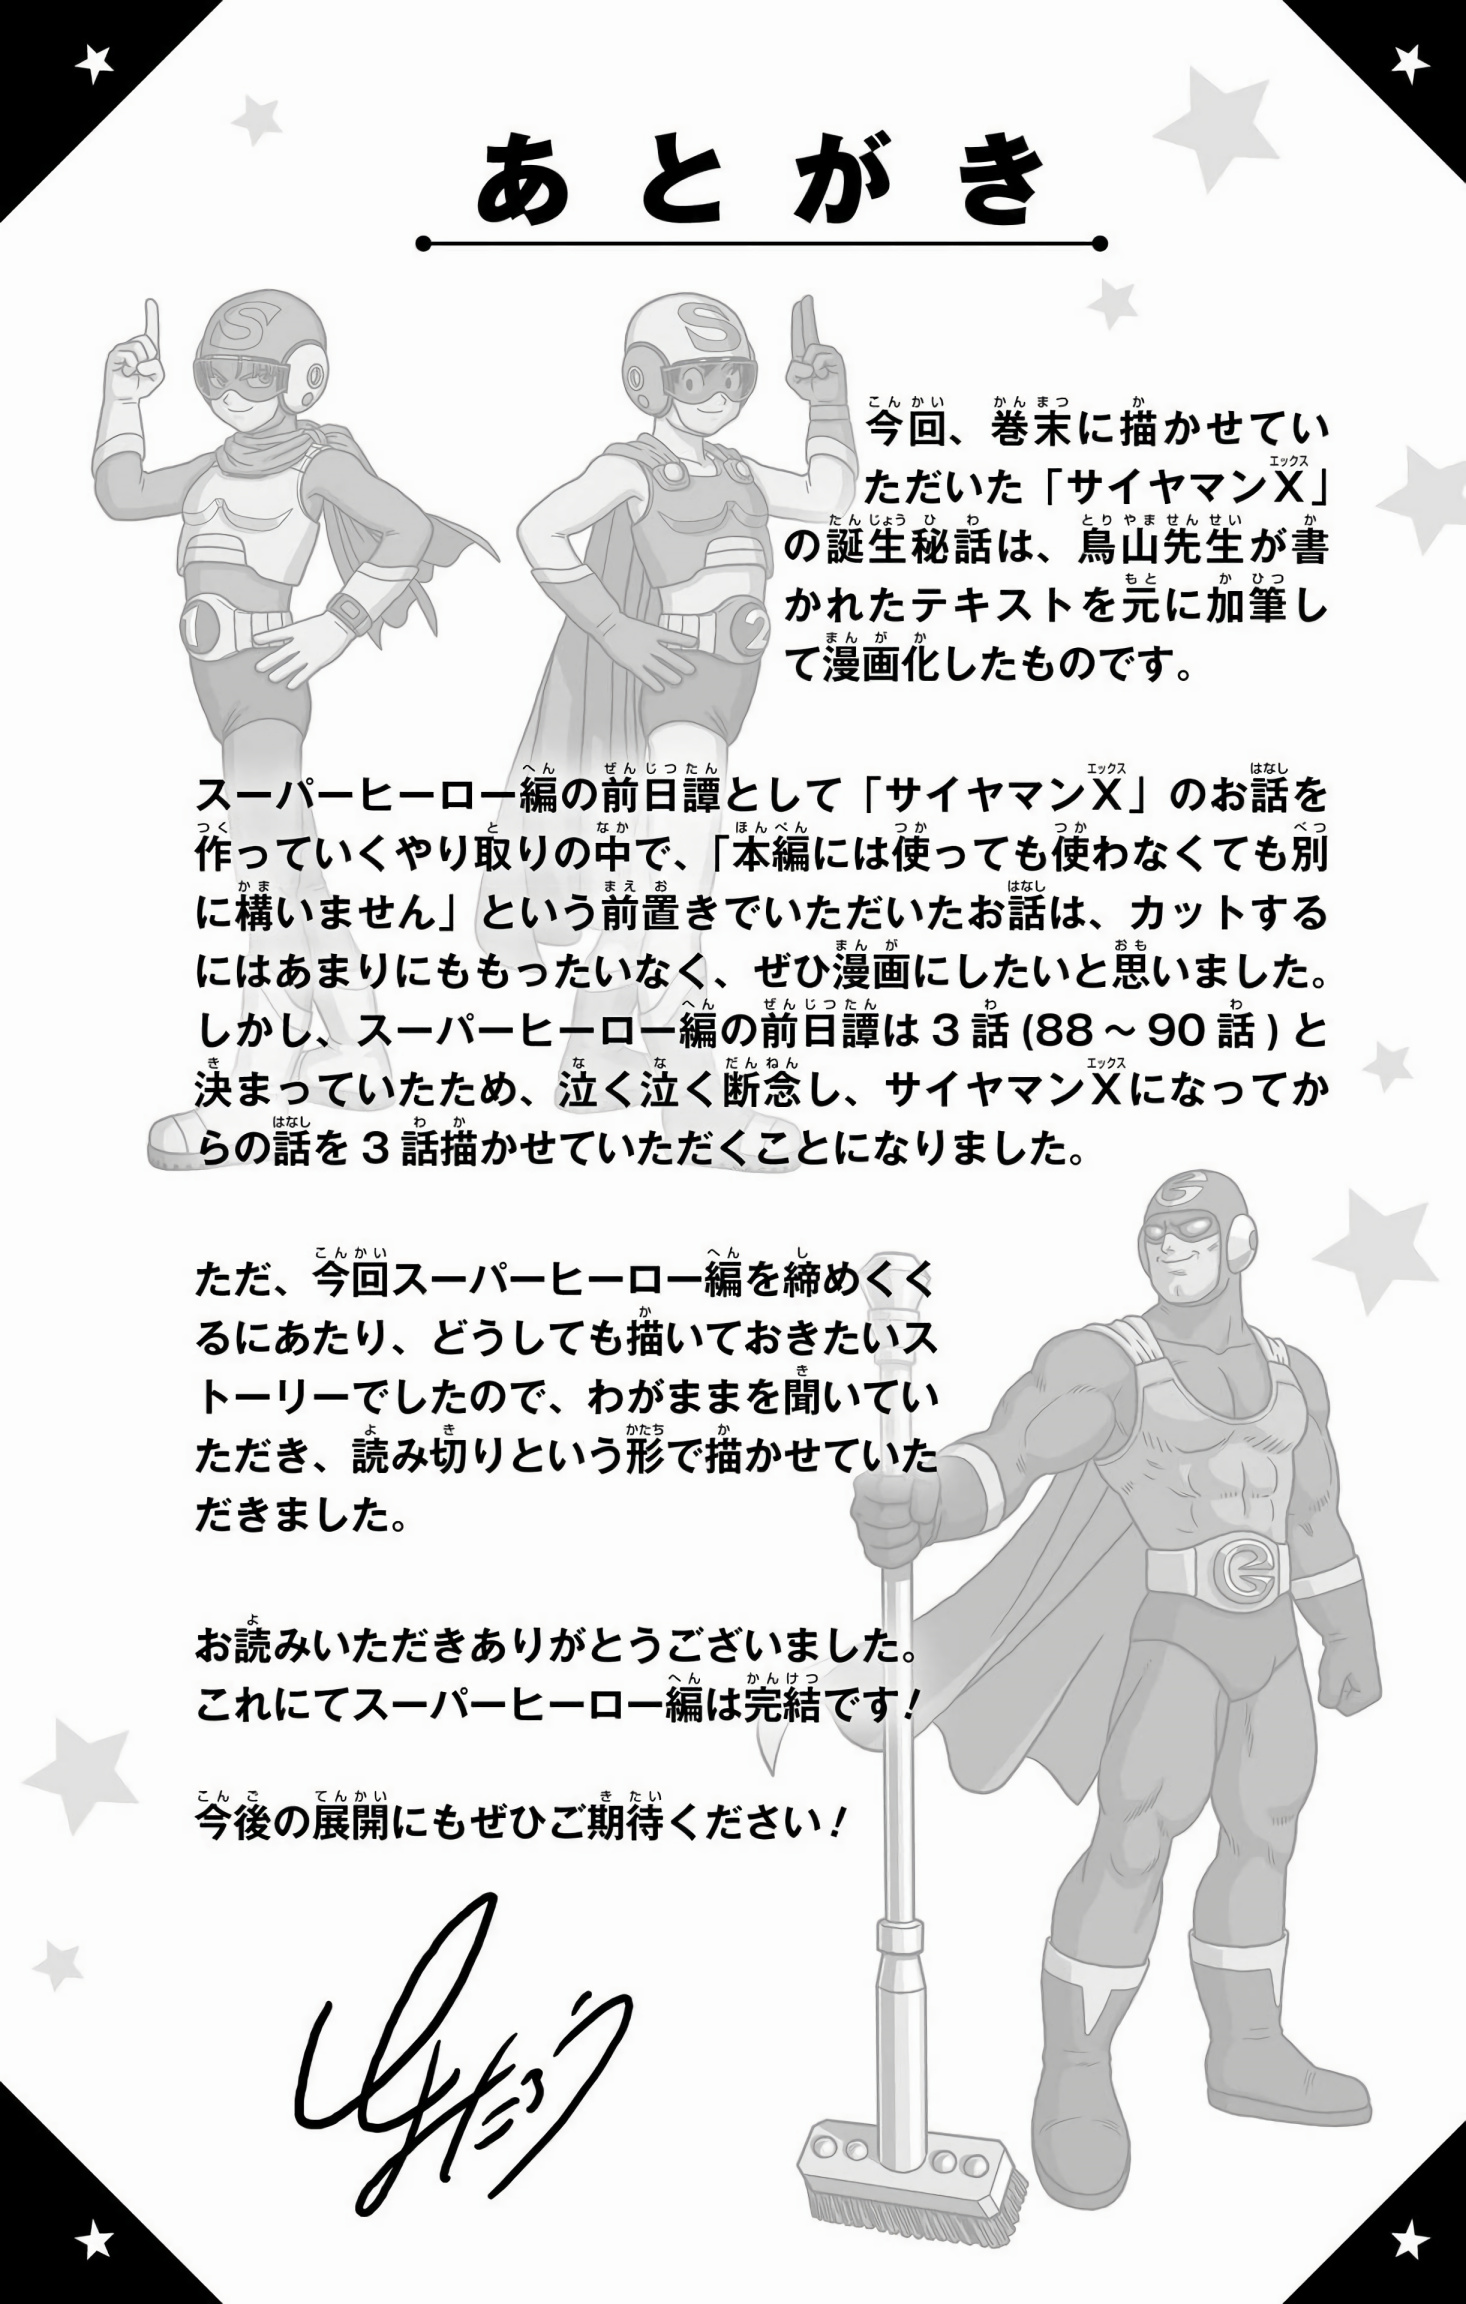 あとがき
今回、巻末に描かせてい
ただいた「サイヤマンX」
の誕生秘話は、鳥山先生が書
かれたテキストを元に加筆し
て漫画化したものです。
スーパーヒーロー編の前日譚として「サイヤマンX」のお話を
作っていくやり取りの中で、「本編には使っても使わなくても別
に構いません」という前置きでいただいたお話は、カットする
にはあまりにももったいなく、ぜひ漫画にしたいと思いました。
しかし、スーパーヒーロー編の前日譚は3話(88～90話)と
決まっていたため、泣く泣く断念し、サイヤマンXになってか
らの話を3話描かせていただくことになりました。
ただ、今回スーパーヒーロー編を締めくく
るにあたり、どうしても描いておきたいス
トーリーでしたので、わがままを聞いてい
ただき、読み切りという形で描かせていた
だきました。
お読みいただきありがとうございました。
これにてスーパーヒーロー編は完結です!
今後の展開にもぜひご期待ください!
S
S
1
2